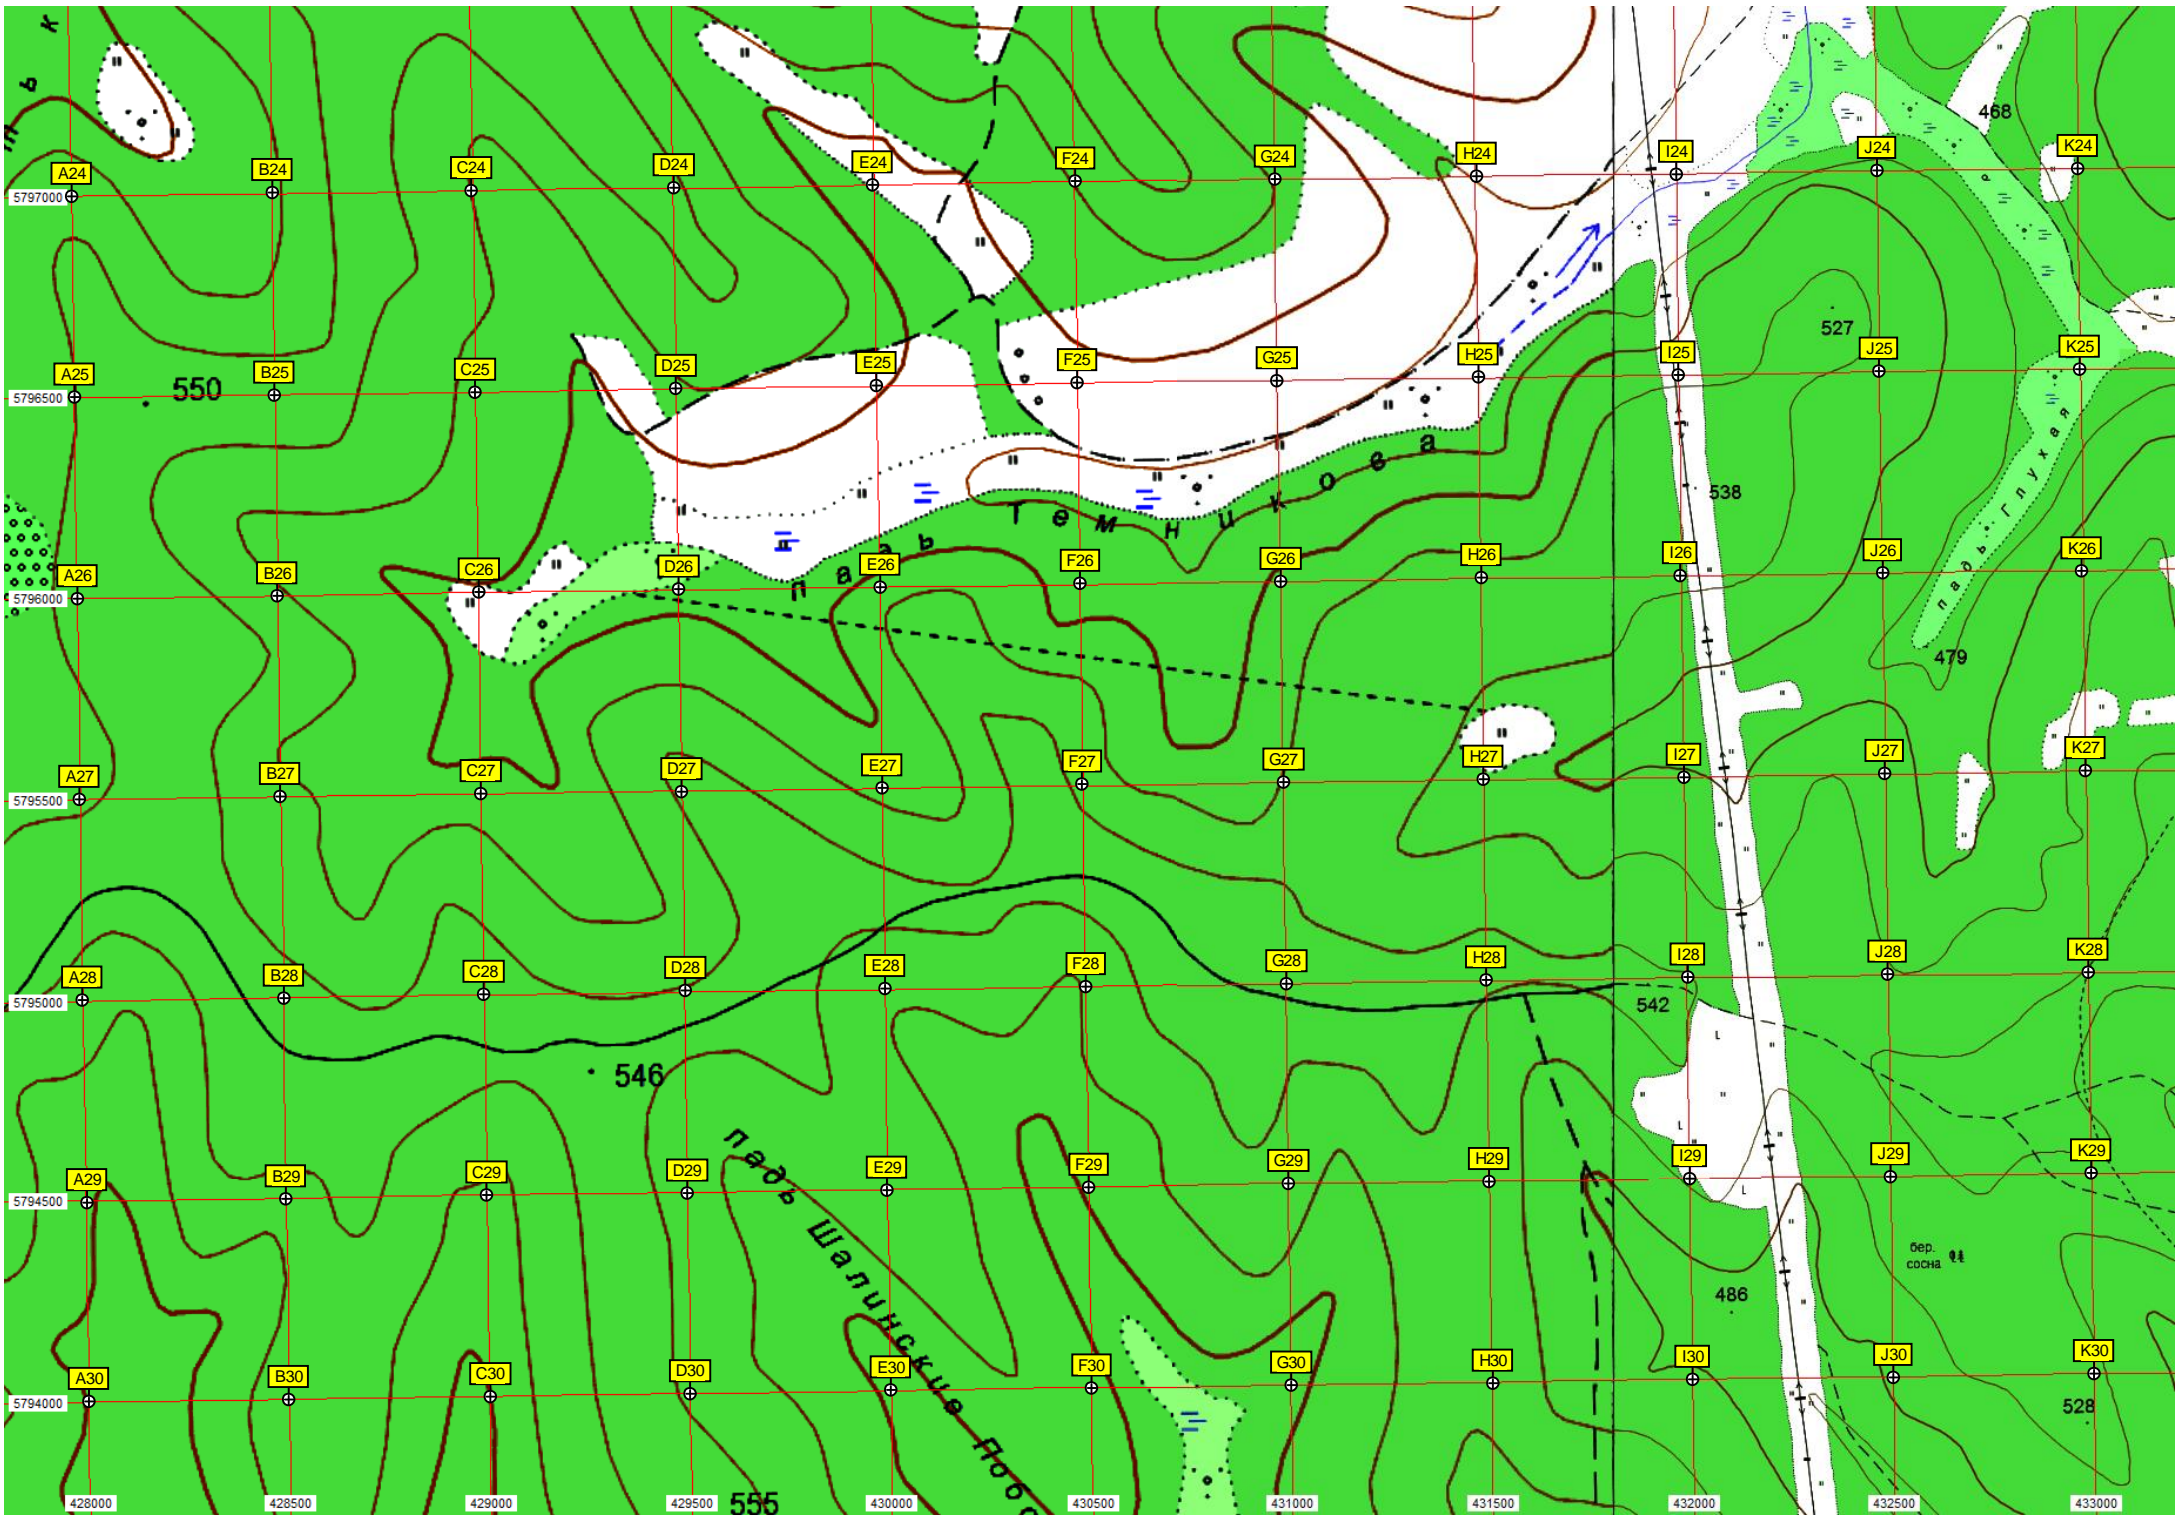 к
ь
п
468
A24 B24 C24 D24 E24 F24 G24 H24 I24 J24 K24
5797000
527
A25 B25 C25 D25 E25 F25 G25 H25 I25 J25 K25
5796500
550
538
падь Темникова
падь Глухая
A26 B26 C26 D26 E26 F26 G26 H26 I26 J26 K26
5796000
479
A27 B27 C27 D27 E27 F27 G27 H27 I27 J27 K27
5795500
A28 B28 C28 D28 E28 F28 G28 H28 I28 J28 K28
5795000
542
546
A29 B29 C29 D29 E29 F29 G29 H29 I29 J29 K29
5794500
падь Шалинские Побо
бер.
сосна
486
A30 B30 C30 D30 E30 F30 G30 H30 I30 J30 K30
5794000
528
555
428000 428500 429000 429500 430000 430500 431000 431500 432000 432500 433000